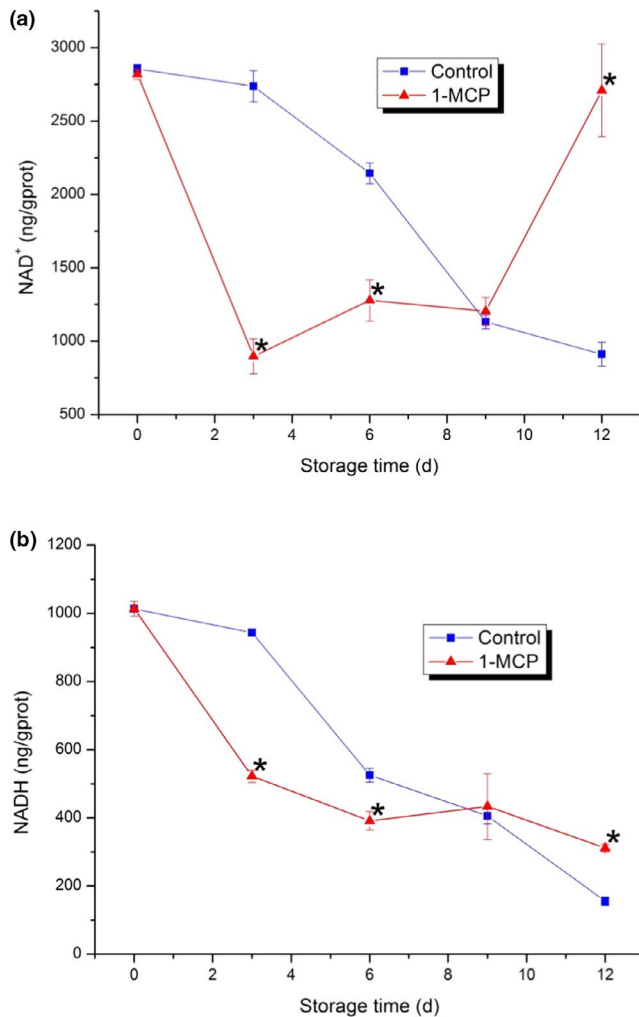 (a)
3000
2500
2000
1500
1000
500
NAD⁺ (ng/gprot)
Control
1-MCP
*
*
*
0 2 4 6 8 10 12
Storage time (d)
(b)
1200
1000
800
600
400
200
0
NADH (ng/gprot)
Control
1-MCP
*
*
*
0 2 4 6 8 10 12
Storage time (d)